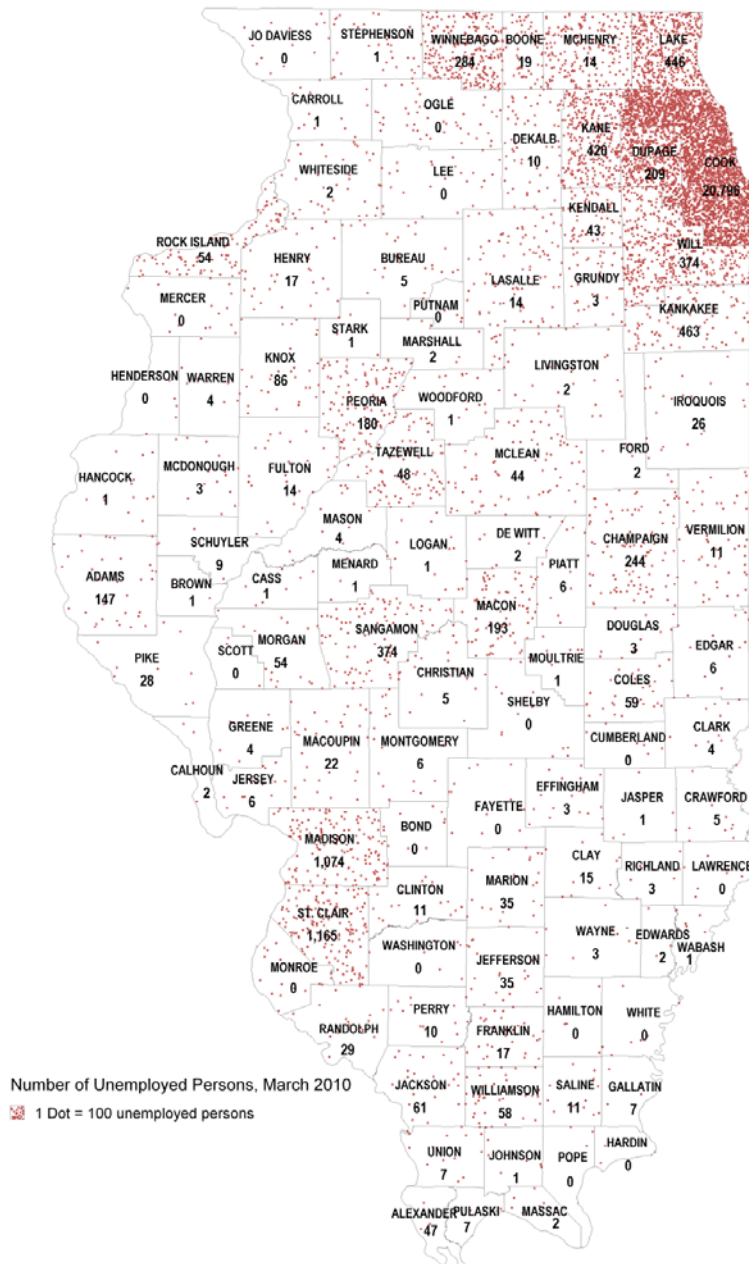 JO DAVIESS
0
STEPHENSON
1
WINNEBAGO
284
BOONE
19
MCHENRY
14
LAKE
446
CARROLL
1
OGLE
0
DEKALB
10
KANE
420
DUPAGE
209
COOK
20,796
WHITESIDE
2
LEE
0
KENDALL
43
WILL
374
ROCK ISLAND
54
HENRY
17
BUREAU
5
LASALLE
14
GRUNDY
3
KANKAKEE
463
MERCER
0
PUTNAM
0
STARK
1
MARSHALL
2
KNOX
86
HENDERSON
0
WARREN
4
PEORIA
180
WOODFORD
1
LIVINGSTON
2
IROQUOIS
26
HANCOCK
1
MCDONOUGH
3
FULTON
14
TAZEWELL
48
MCLEAN
44
FORD
2
MASON
4
SCHUYLER
9
LOGAN
1
DE WITT
2
CHAMPAIGN
244
VERMILION
11
ADAMS
147
BROWN
1
CASS
1
MENARD
1
PIATT
6
MACON
193
SANGAMON
374
PIKE
28
SCOTT
0
MORGAN
54
CHRISTIAN
5
MOULTRIE
1
DOUGLAS
3
EDGAR
6
COLES
59
SHELBY
0
GREENE
4
MACOUPIN
22
MONTGOMERY
6
CUMBERLAND
0
CLARK
4
CALHOUN
2
JERSEY
6
FAYETTE
0
EFFINGHAM
3
JASPER
1
CRAWFORD
5
MADISON
1,074
BOND
0
CLAY
15
RICHLAND
3
LAWRENCE
0
CLINTON
11
MARION
35
ST. CLAIR
1,165
WASHINGTON
0
WAYNE
3
EDWARDS
2
WABASH
1
MONROE
0
JEFFERSON
35
RANDOLPH
29
PERRY
10
FRANKLIN
17
HAMILTON
0
WHITE
0
Number of Unemployed Persons, March 2010
1 Dot = 100 unemployed persons
JACKSON
61
WILLIAMSON
58
SALINE
11
GALLATIN
7
UNION
7
JOHNSON
1
POPE
0
HARDIN
0
ALEXANDER
47
PULASKI
7
MASSAC
2